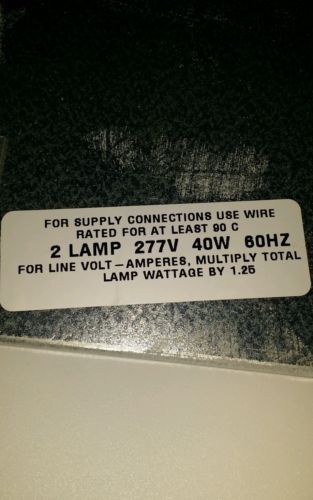 FOR SUPPLY CONNECTIONS USE WIRE
RATED FOR AT LEAST 90 C
2 LAMP 277V 40W 60HZ
FOR LINE VOLT-AMPERES, MULTIPLY TOTAL
LAMP WATTAGE BY 1.25